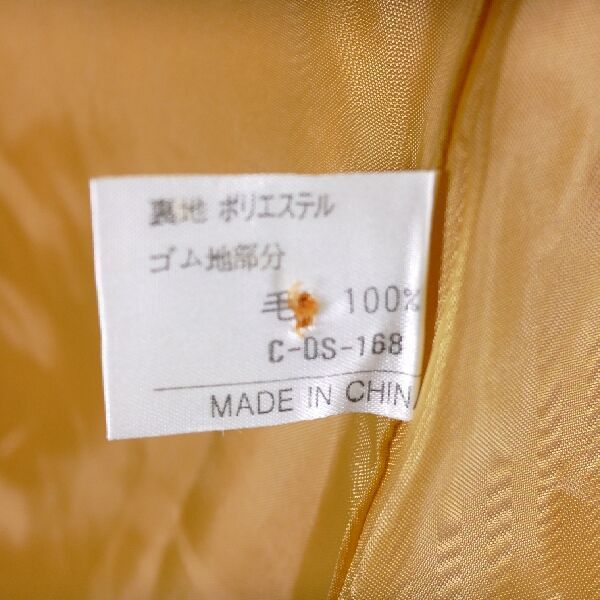 裏地 ポリエステル
ゴム地部分
毛 100%
C-OS-168
MADE IN CHIN